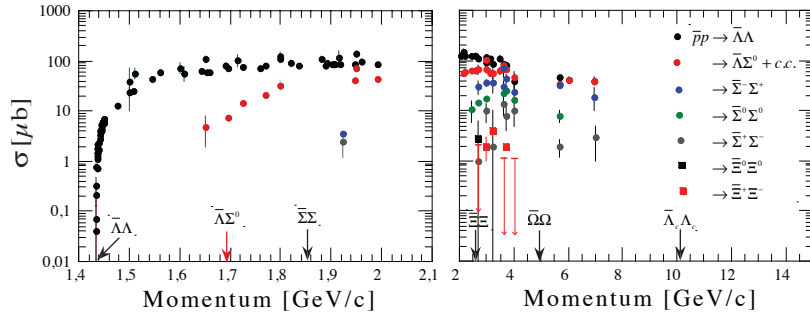 1000
100
10
1
0,1
0,01
σ [μb]
Λ̄Λ
Λ̄Σ⁰
Σ̄Σ
1,4 1,5 1,6 1,7 1,8 1,9 2 2,1
Momentum [GeV/c]
p̄p → Λ̄Λ
→ Λ̄Σ⁰ + c.c.
→ Σ̄⁻Σ⁺
→ Σ̄⁰Σ⁰
→ Σ̄⁺Σ⁻
→ Ξ̄⁰Ξ⁰
→ Ξ̄⁺Ξ⁻
Ξ̄Ξ Ω̄Ω Λ̄cΛc
2 4 6 8 10 12 14
Momentum [GeV/c]